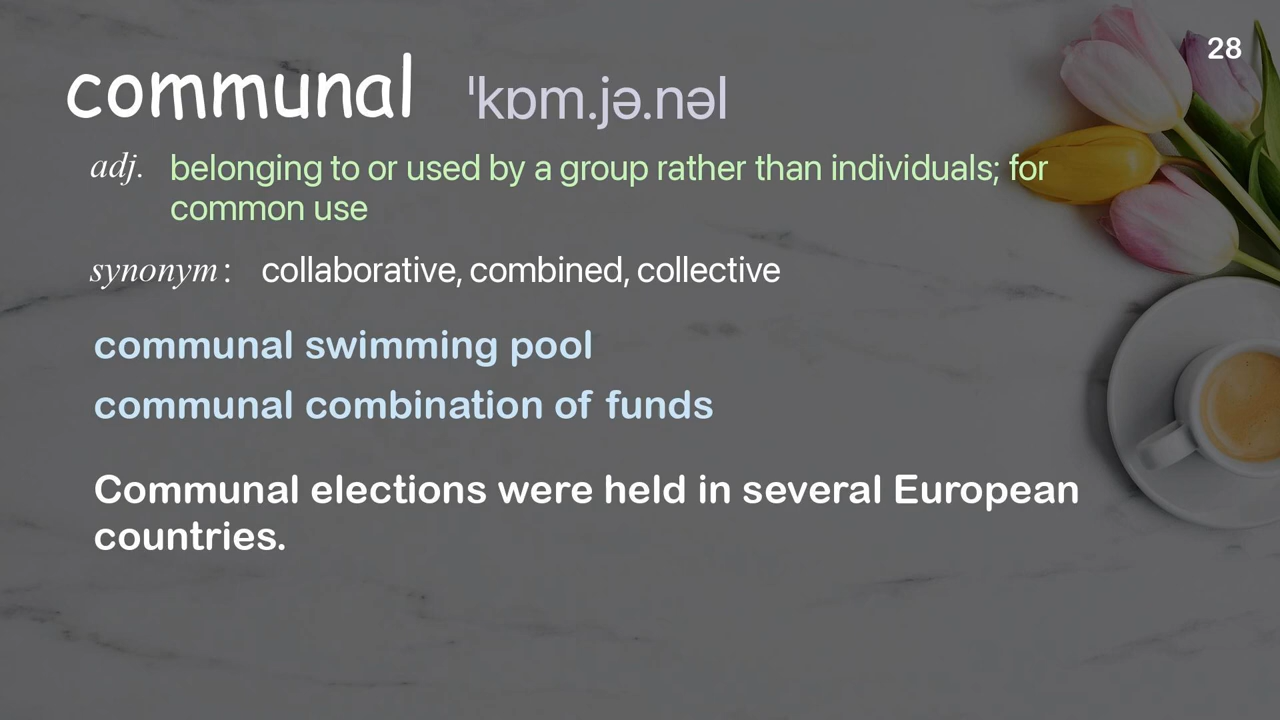 28
communal ˈkɒm.jə.nəl
adj. belonging to or used by a group rather than individuals; for
common use
synonym: collaborative, combined, collective
communal swimming pool
communal combination of funds
Communal elections were held in several European
countries.